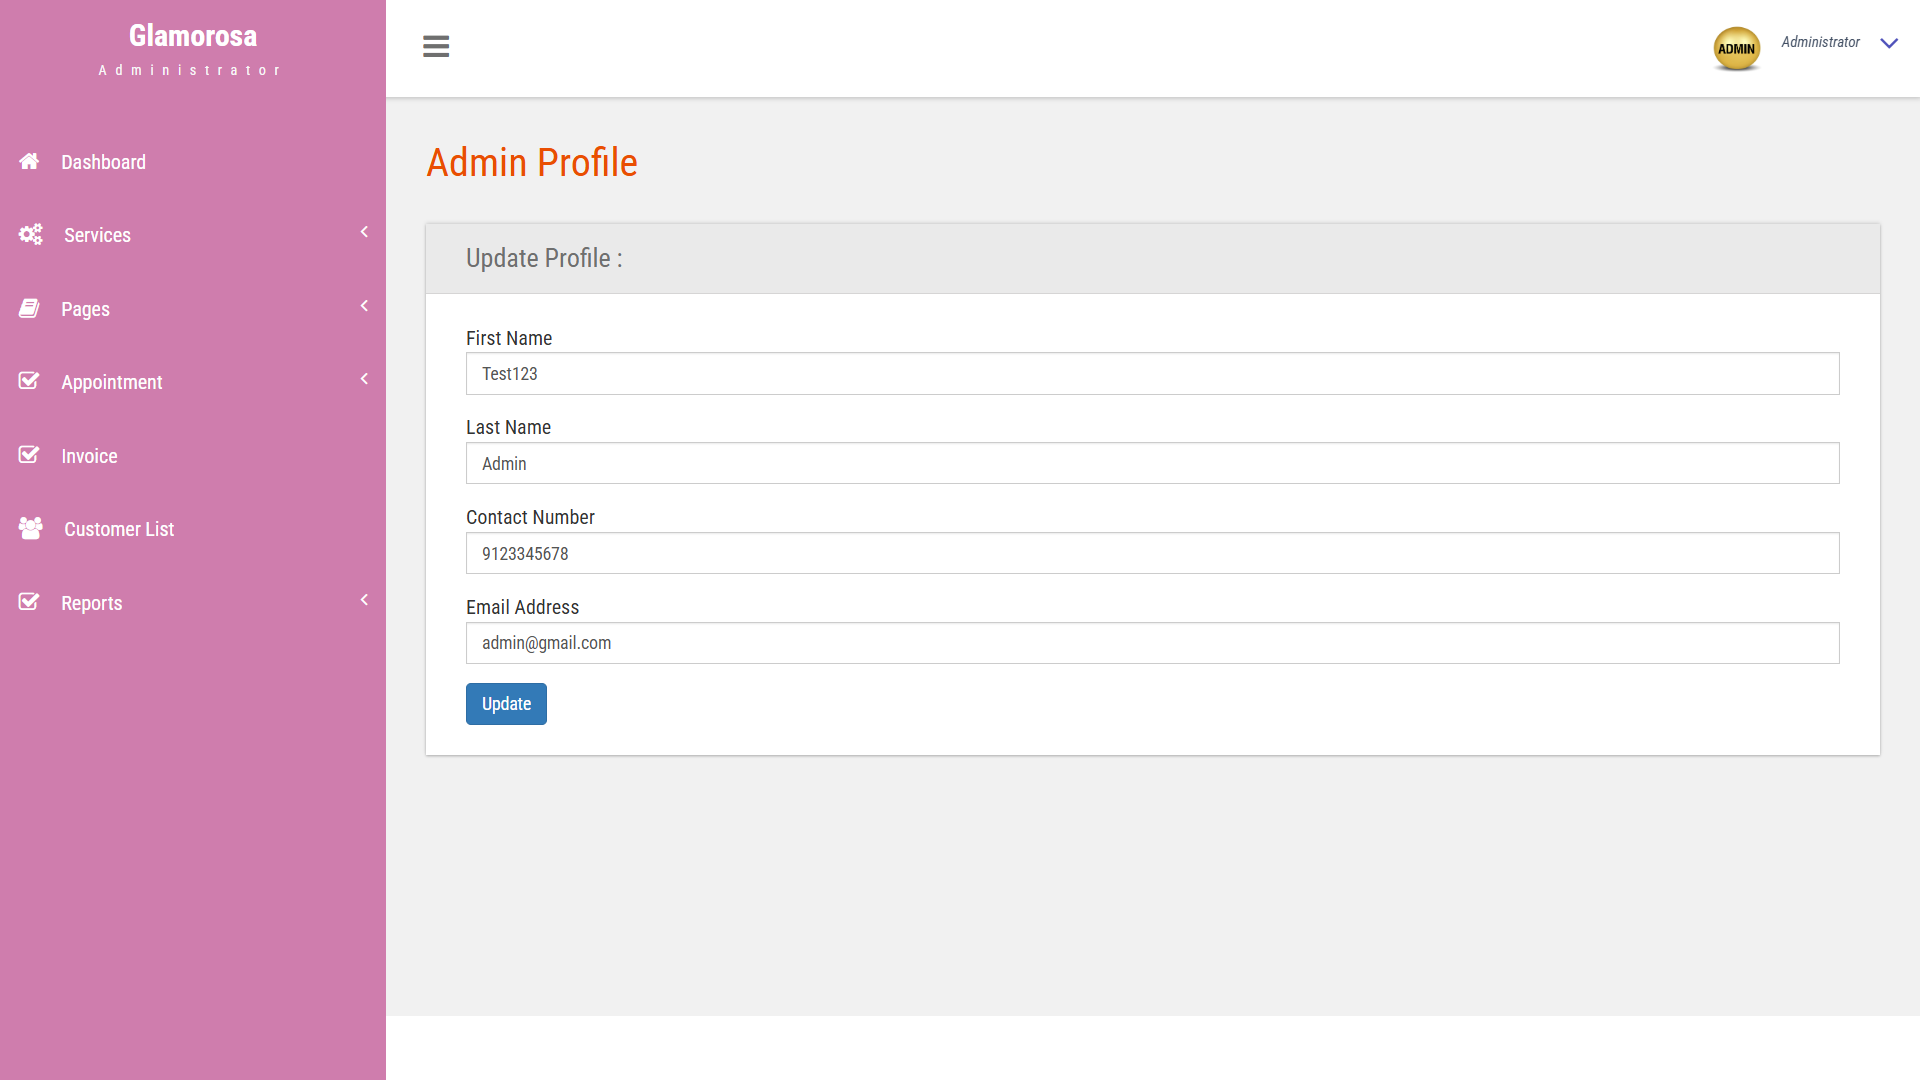 Glamorosa
Administrator
Dashboard
Services
Pages
Appointment
Invoice
Customer List
Reports
ADMIN
Administrator
Admin Profile
Update Profile :
First Name
Test123
Last Name
Admin
Contact Number
9123345678
Email Address
admin@gmail.com
Update